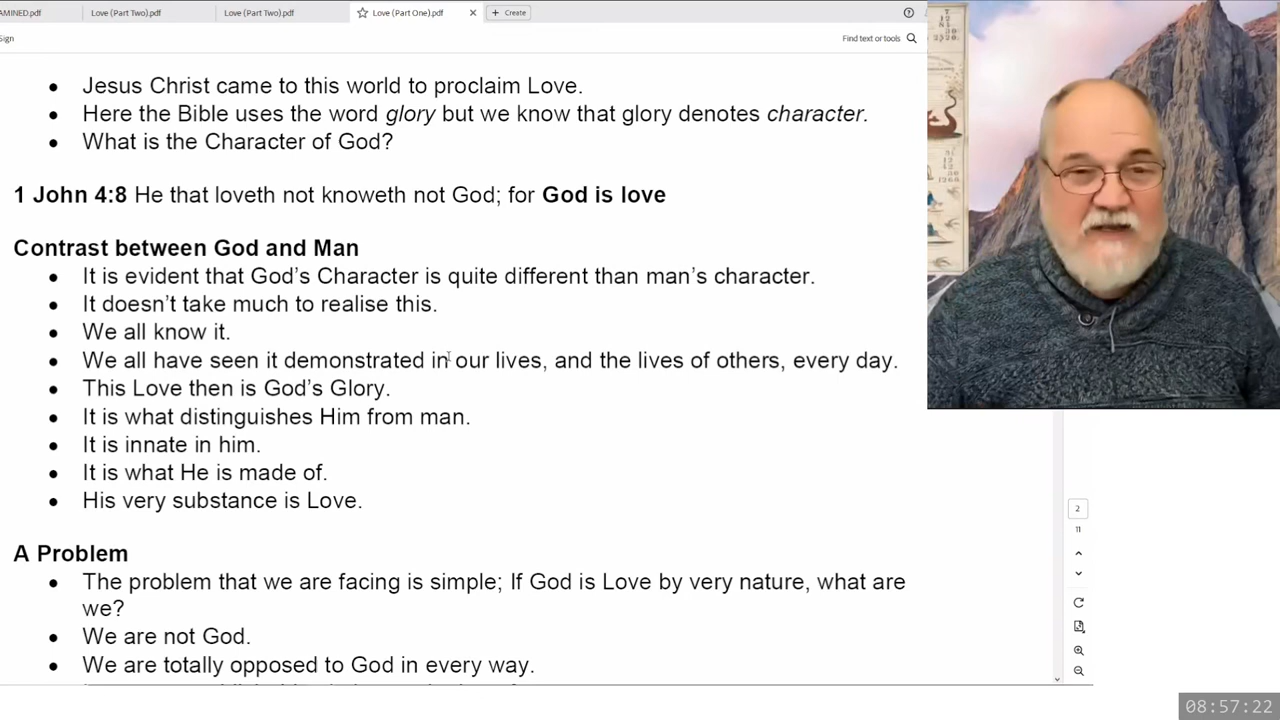 AMINED.pdf
Love (Part Two).pdf
Love (Part Two).pdf
Love (Part One).pdf
Create
Sign
Find text or tools
• Jesus Christ came to this world to proclaim Love.
• Here the Bible uses the word glory but we know that glory denotes character.
• What is the Character of God?
1 John 4:8 He that loveth not knoweth not God; for God is love
Contrast between God and Man
• It is evident that God's Character is quite different than man's character.
• It doesn't take much to realise this.
• We all know it.
• We all have seen it demonstrated in our lives, and the lives of others, every day.
• This Love then is God's Glory.
• It is what distinguishes Him from man.
• It is innate in him.
• It is what He is made of.
• His very substance is Love.
A Problem
• The problem that we are facing is simple; If God is Love by very nature, what are
we?
• We are not God.
• We are totally opposed to God in every way.
2
11
08:57:22